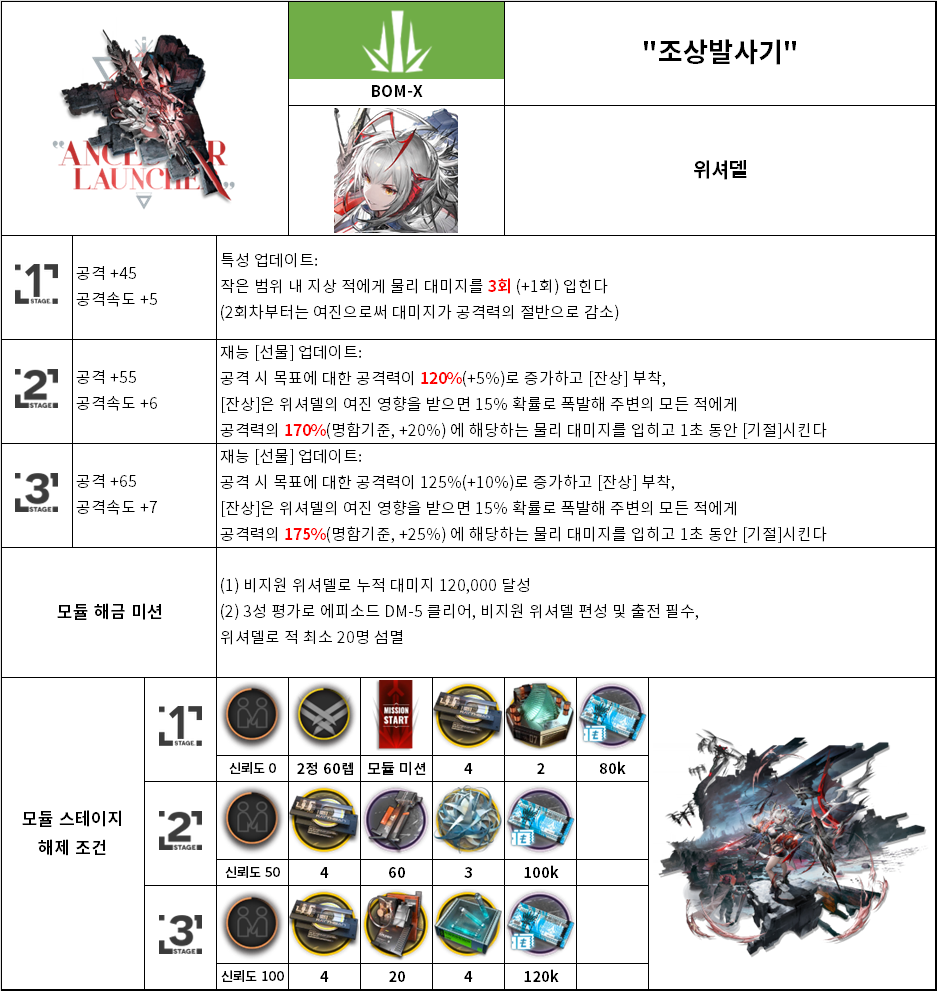 "ANCESTOR
LAUNCHER"
BOM-X
"조상발사기"
위셔델
1
STAGE.
공격 +45
공격속도 +5
특성 업데이트:
작은 범위 내 지상 적에게 물리 대미지를 3회 (+1회) 입힌다
(2회차부터는 여진으로써 대미지가 공격력의 절반으로 감소)
2
STAGE.
공격 +55
공격속도 +6
재능 [선물] 업데이트:
공격 시 목표에 대한 공격력이 120%(+5%)로 증가하고 [잔상] 부착,
[잔상]은 위셔델의 여진 영향을 받으면 15% 확률로 폭발해 주변의 모든 적에게
공격력의 170%(명함기준, +20%) 에 해당하는 물리 대미지를 입히고 1초 동안 [기절]시킨다
3
STAGE.
공격 +65
공격속도 +7
재능 [선물] 업데이트:
공격 시 목표에 대한 공격력이 125%(+10%)로 증가하고 [잔상] 부착,
[잔상]은 위셔델의 여진 영향을 받으면 15% 확률로 폭발해 주변의 모든 적에게
공격력의 175%(명함기준, +25%) 에 해당하는 물리 대미지를 입히고 1초 동안 [기절]시킨다
모듈 해금 미션
(1) 비지원 위셔델로 누적 대미지 120,000 달성
(2) 3성 평가로 에피소드 DM-5 클리어, 비지원 위셔델 편성 및 출전 필수,
위셔델로 적 최소 20명 섬멸
모듈 스테이지
해제 조건
1
STAGE.
MISSION
START
신뢰도 0 2정 60렙 모듈 미션 4 2 80k
2
STAGE.
신뢰도 50 4 60 3 100k
3
STAGE.
신뢰도 100 4 20 4 120k